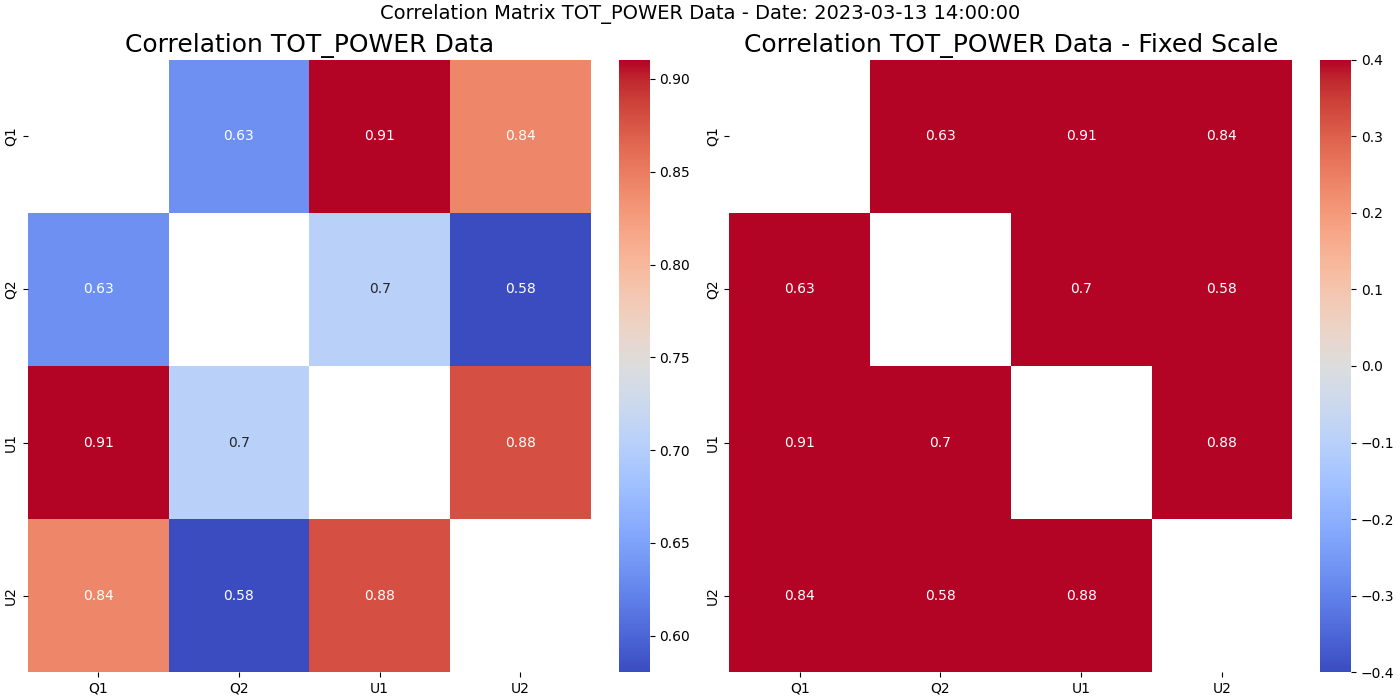 Correlation Matrix TOT_POWER Data - Date: 2023-03-13 14:00:00
Correlation TOT_POWER Data
Q1
0.63
0.91
0.84
Q2
0.63
0.7
0.58
U1
0.91
0.7
0.88
U2
0.84
0.58
0.88
Q1
Q2
U1
U2
0.90
0.85
0.80
0.75
0.70
0.65
0.60
Correlation TOT_POWER Data - Fixed Scale
Q1
0.63
0.91
0.84
Q2
0.63
0.7
0.58
U1
0.91
0.7
0.88
U2
0.84
0.58
0.88
Q1
Q2
U1
U2
0.4
0.3
0.2
0.1
0.0
−0.1
−0.2
−0.3
−0.4